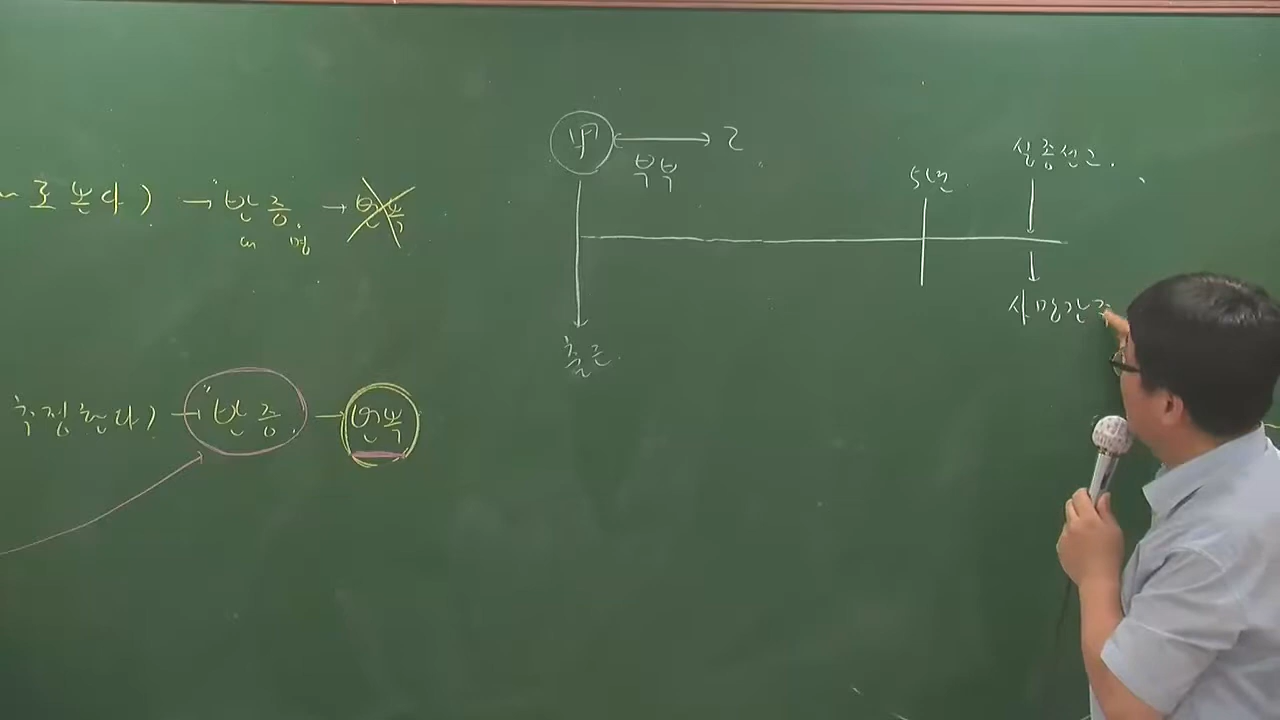 로 본다) → 반증 → 번복
추정한다) → 반증 → 번복
甲 ↔ 乙
부부
출근.
5년
실종선고.
사망간주